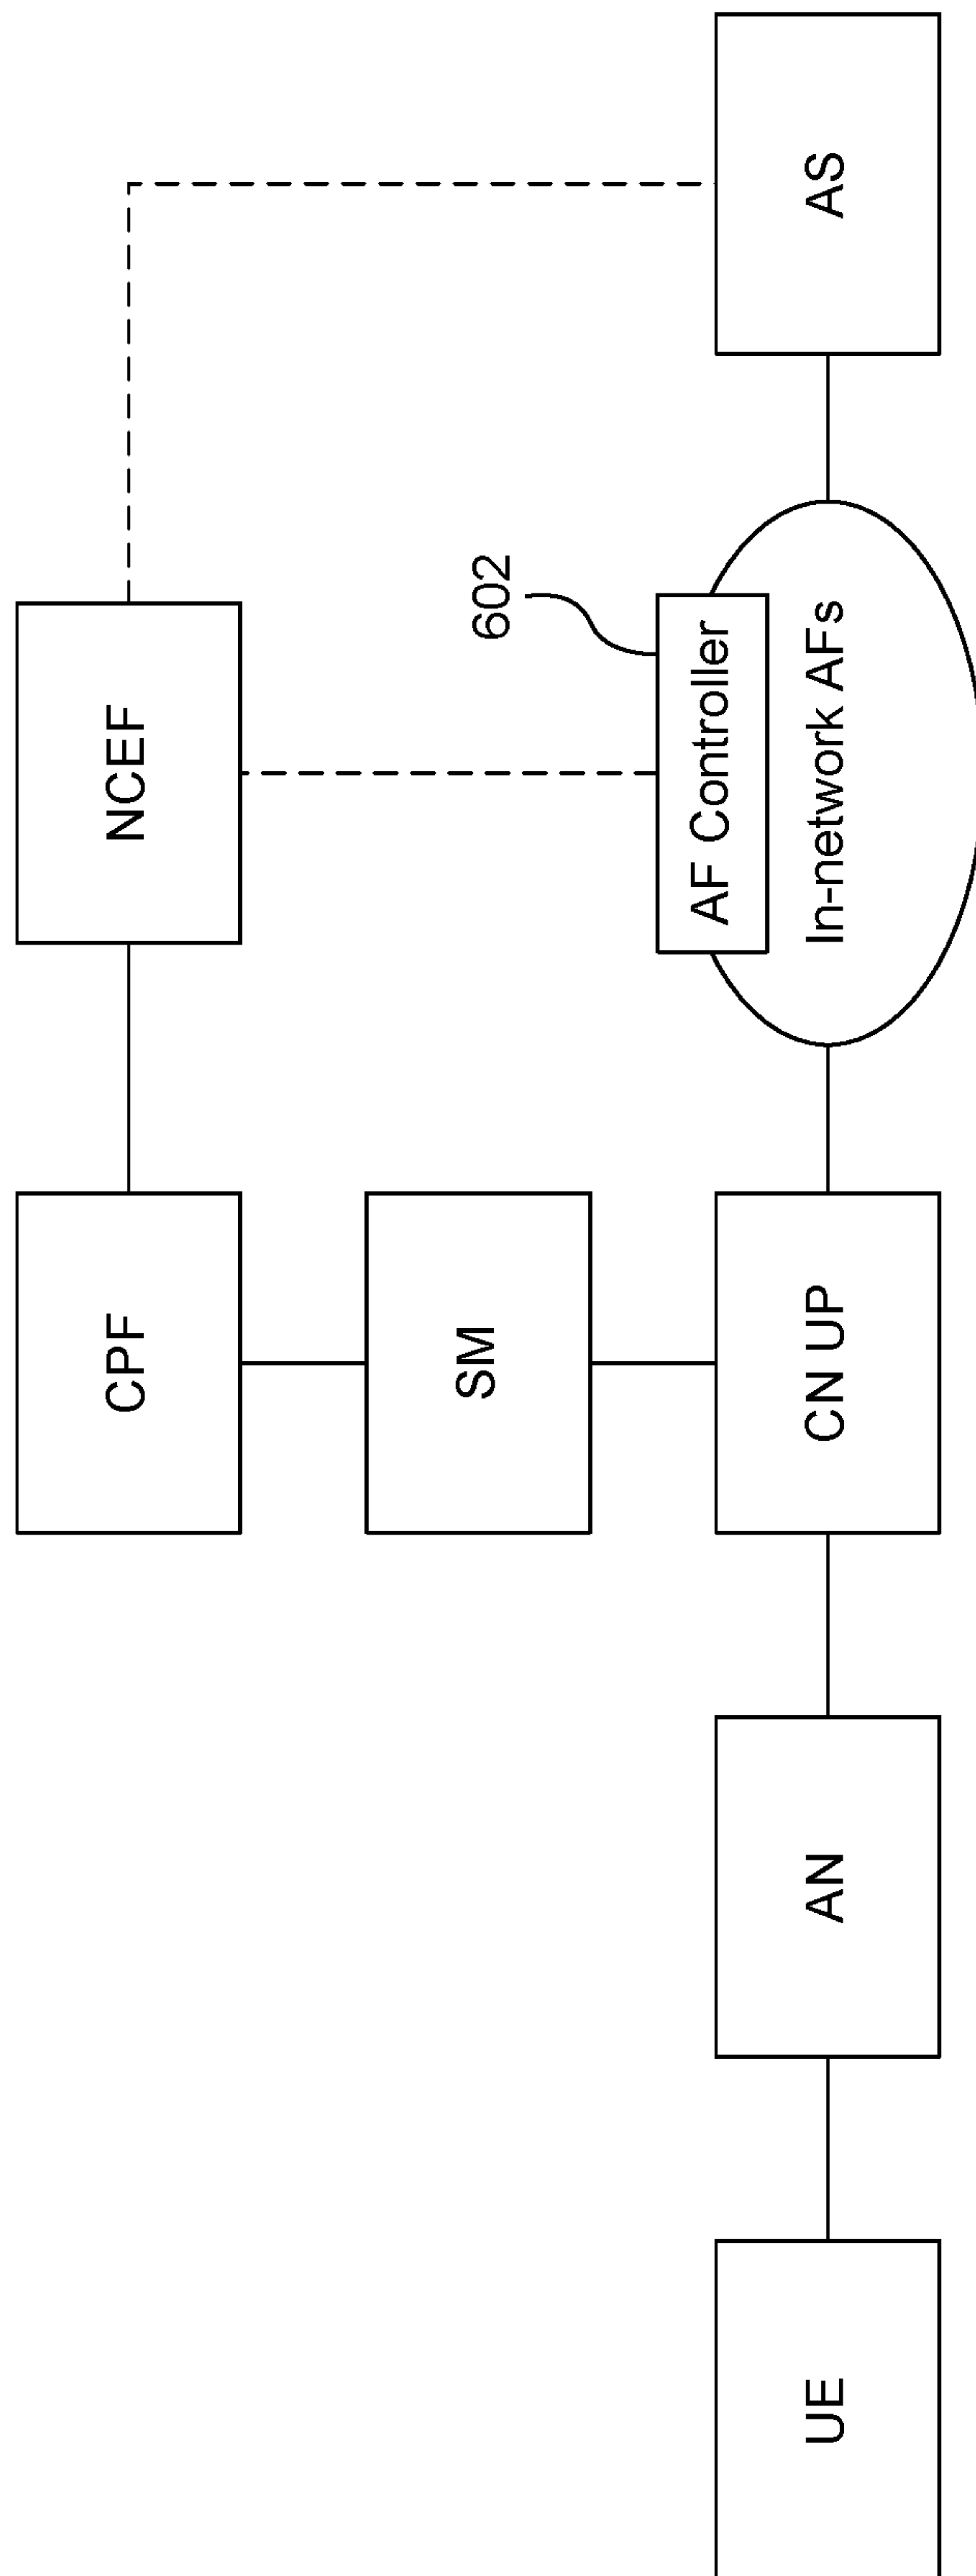 CPF
NCEF
SM
602
AF Controller
In-network AFs
UE
AN
CN UP
AS